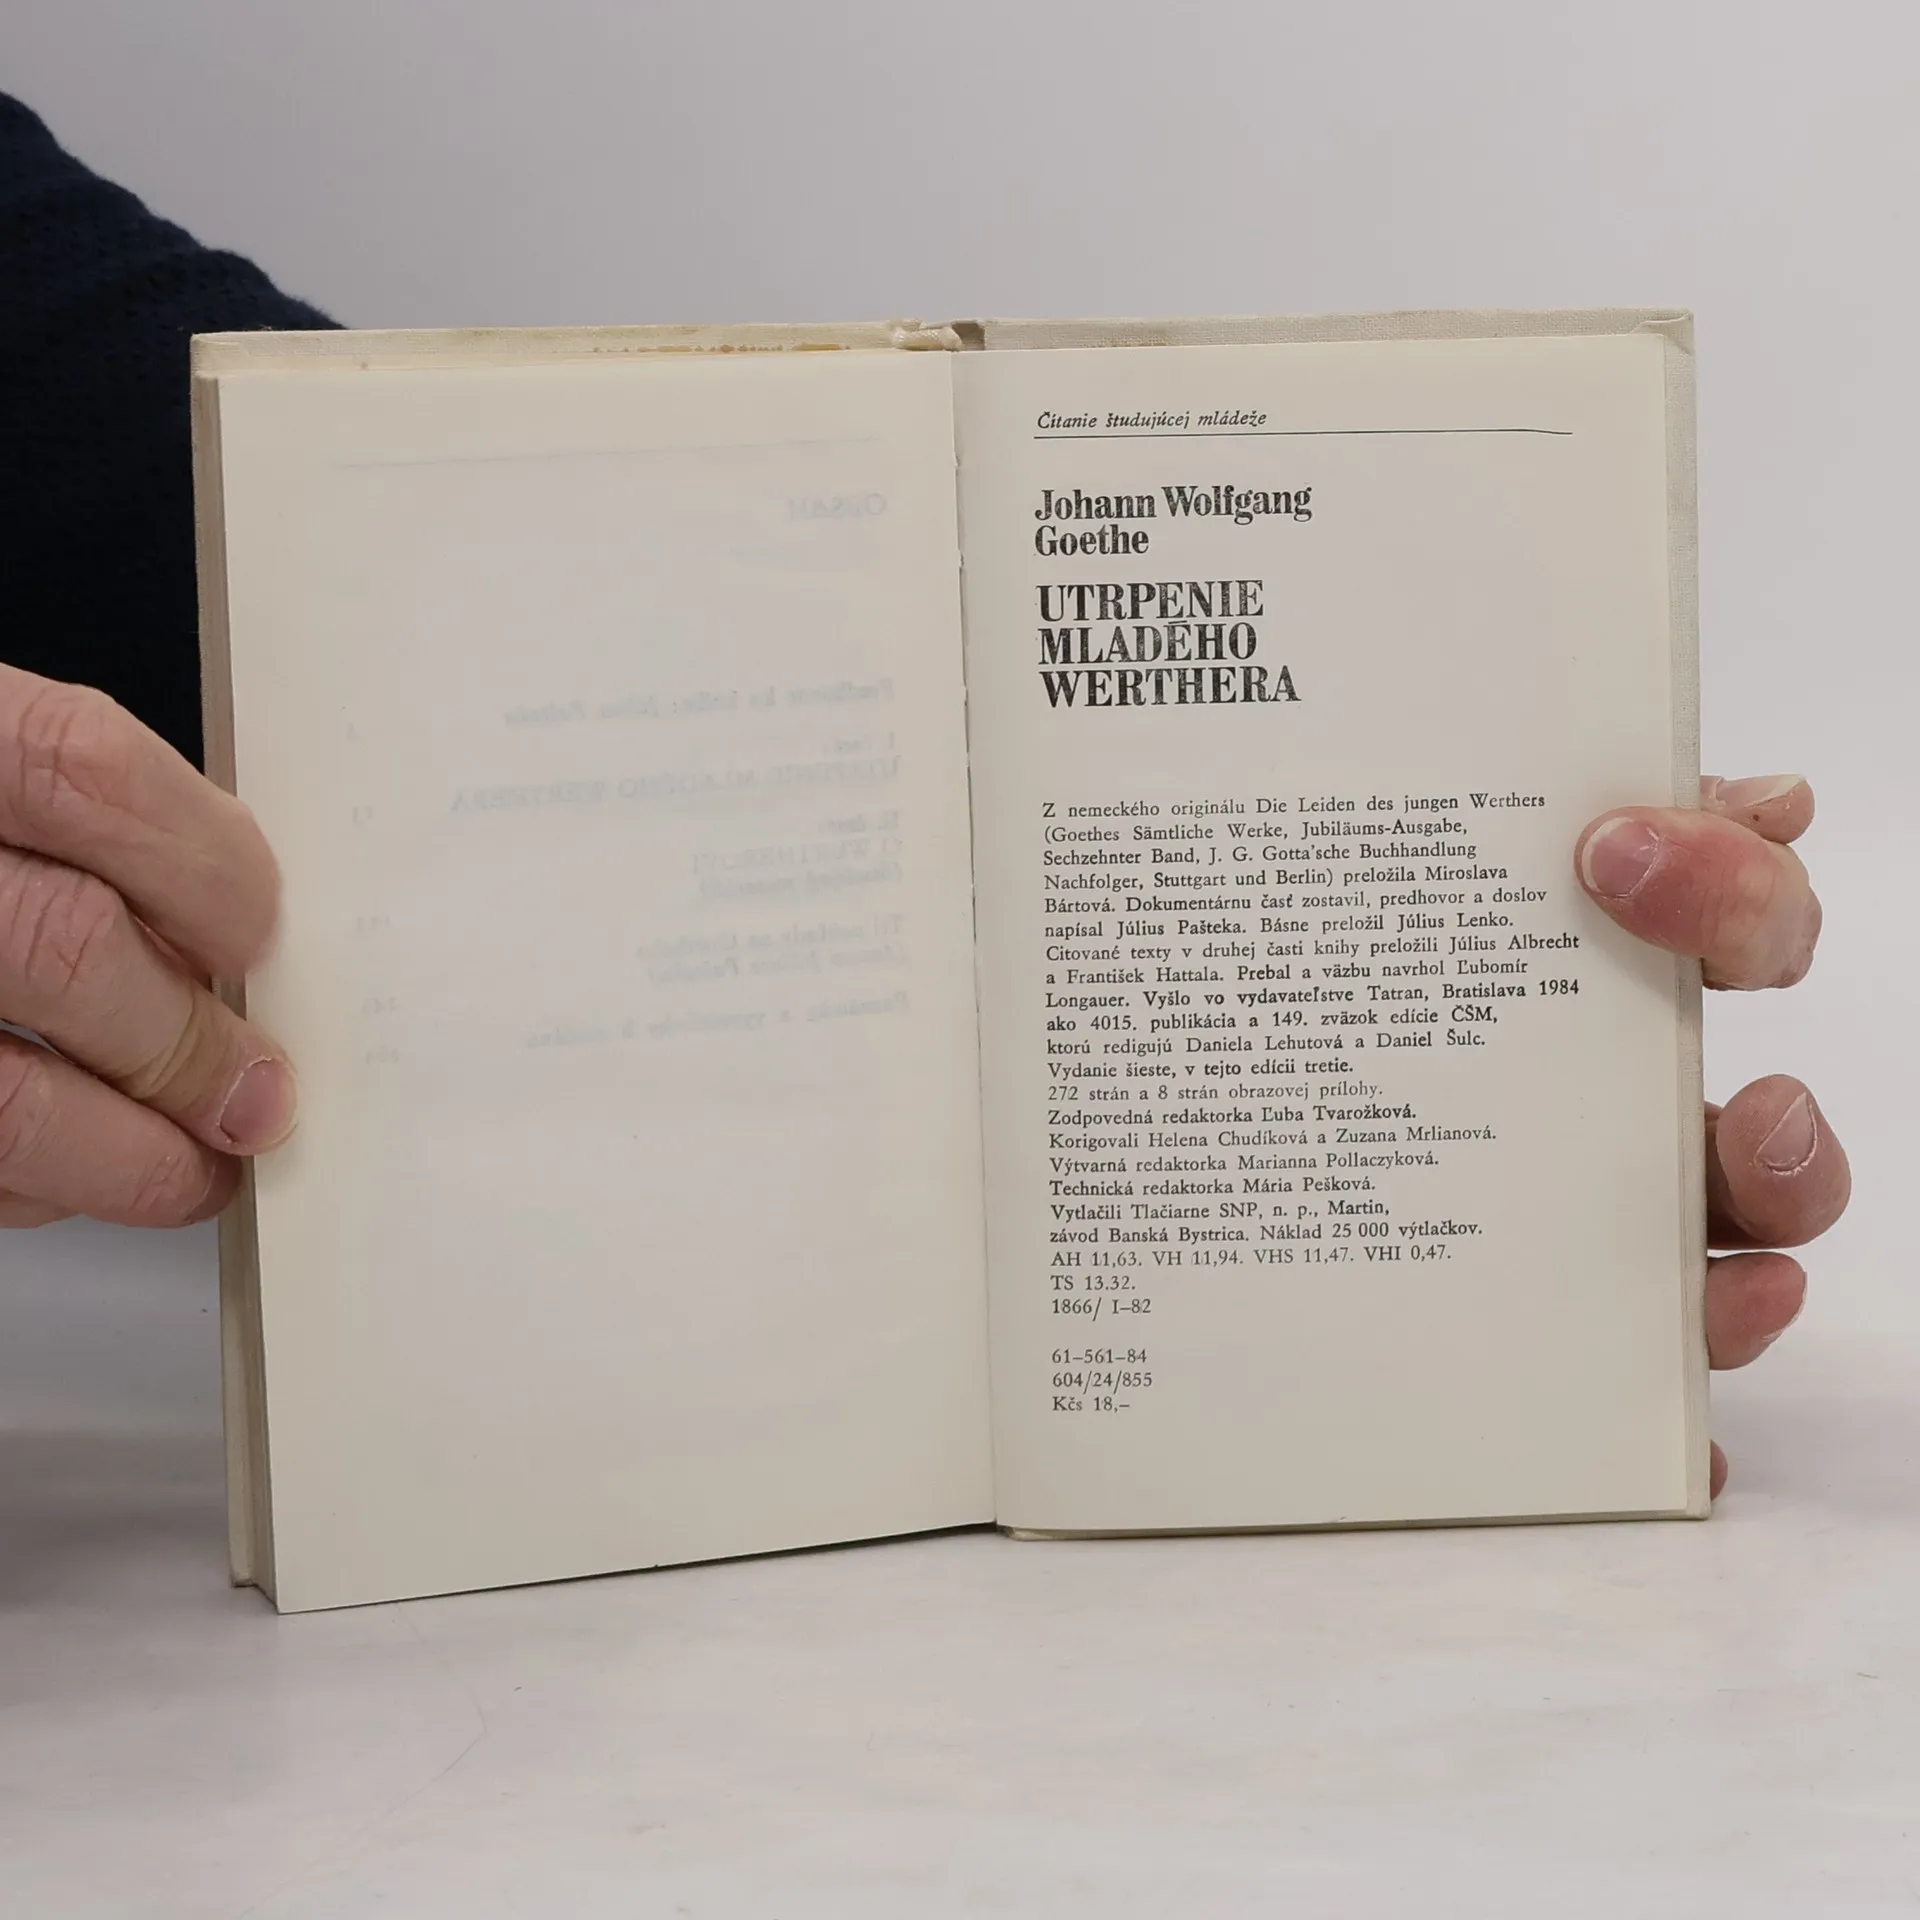 Čítanie študujúcej mládeže
Johann Wolfgang
Goethe
UTRPENIE
MLADÉHO
WERTHERA
Z nemeckého originálu Die Leiden des jungen Werthers
(Goethes Sämtliche Werke, Jubiläums-Ausgabe,
Sechzehnter Band, J. G. Gotta'sche Buchhandlung
Nachfolger, Stuttgart und Berlin) preložila Miroslava
Bártová. Dokumentárnu časť zostavil, predhovor a doslov
napísal Július Pašteka. Básne preložil Július Lenko.
Citované texty v druhej časti knihy preložili Július Albrecht
a František Hattala. Prebal a väzbu navrhol Ľubomír
Longauer. Vyšlo vo vydavateľstve Tatran, Bratislava 1984
ako 4015. publikácia a 149. zväzok edície ČŠM,
ktorú redigujú Daniela Lehutová a Daniel Šulc.
Vydanie šieste, v tejto edícii tretie.
272 strán a 8 strán obrazovej prílohy.
Zodpovedná redaktorka Ľuba Tvarožková.
Korigovali Helena Chudíková a Zuzana Mrlianová.
Výtvarná redaktorka Marianna Pollaczyková.
Technická redaktorka Mária Pešková.
Vytlačili Tlačiarne SNP, n. p., Martin,
závod Banská Bystrica. Náklad 25 000 výtlačkov.
AH 11,63. VH 11,94. VHS 11,47. VHI 0,47.
TS 13.32.
1866/ I–82
61–561–84
604/24/855
Kčs 18,–